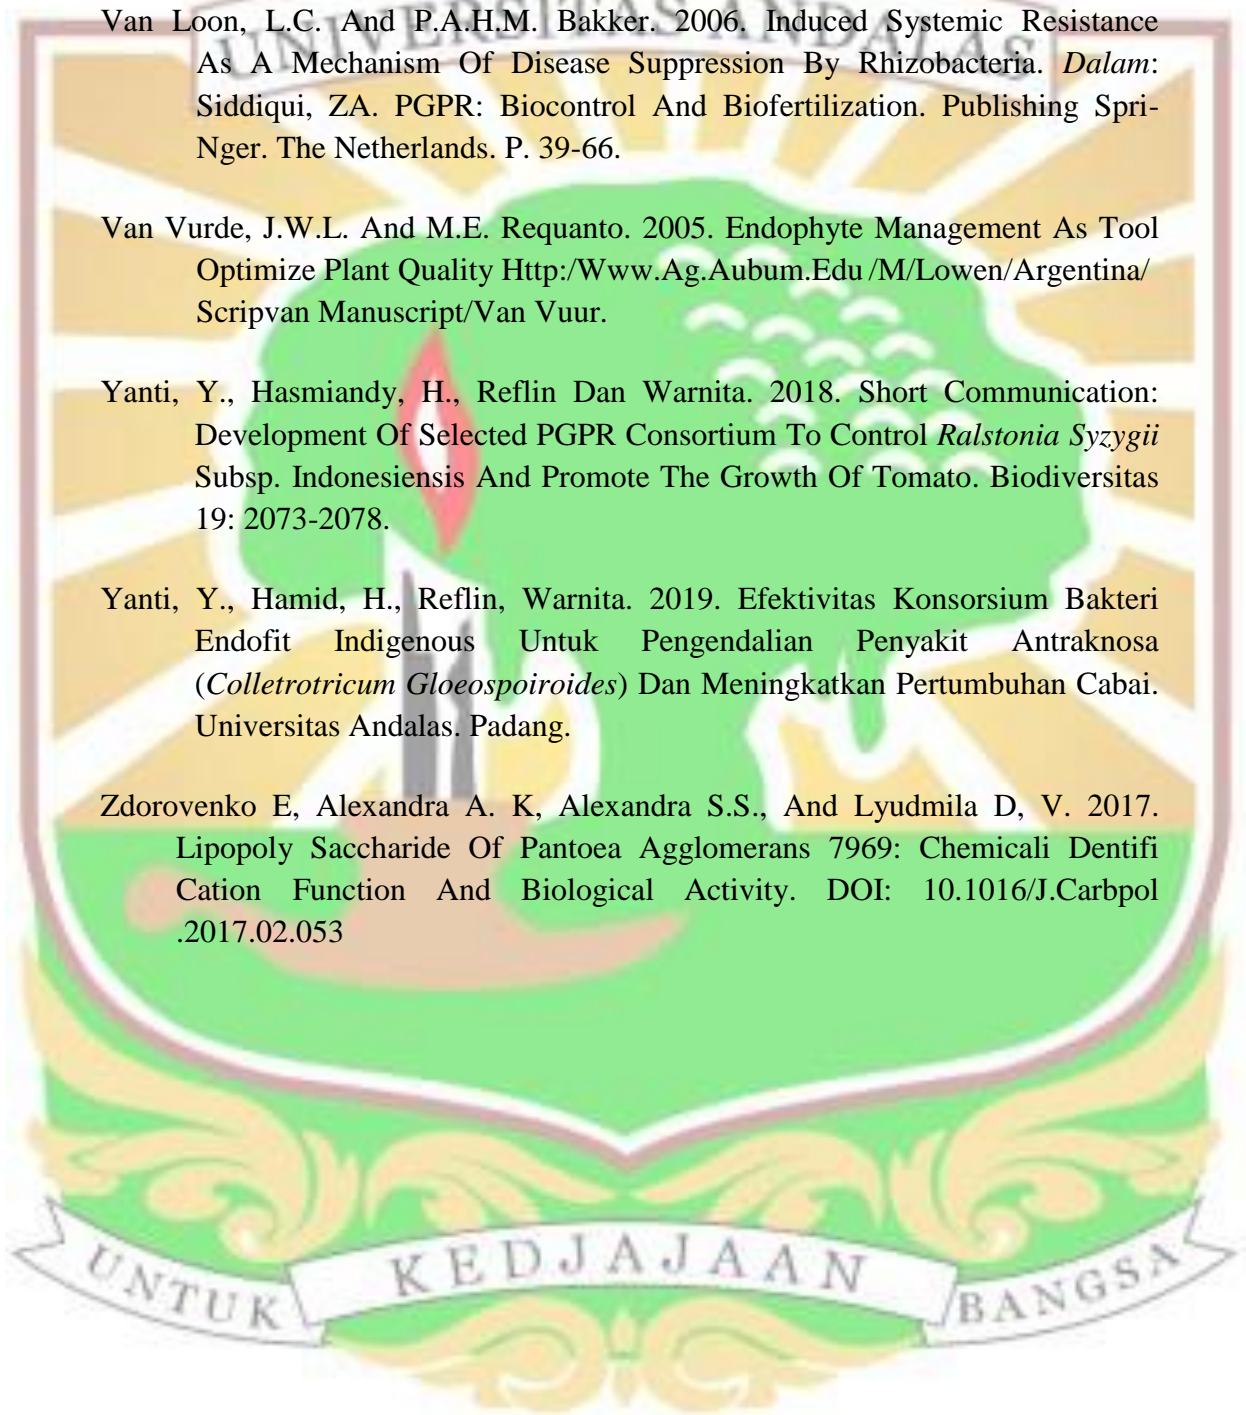 UNIVERSITAS ANDALAS
Van Loon, L.C. And P.A.H.M. Bakker. 2006. Induced Systemic Resistance
As A Mechanism Of Disease Suppression By Rhizobacteria. Dalam:
Siddiqui, ZA. PGPR: Biocontrol And Biofertilization. Publishing Spri-
Nger. The Netherlands. P. 39-66.
Van Vurde, J.W.L. And M.E. Requanto. 2005. Endophyte Management As Tool
Optimize Plant Quality Http:/Www.Ag.Aubum.Edu /M/Lowen/Argentina/
Scripvan Manuscript/Van Vuur.
Yanti, Y., Hasmiandy, H., Reflin Dan Warnita. 2018. Short Communication:
Development Of Selected PGPR Consortium To Control Ralstonia Syzygii
Subsp. Indonesiensis And Promote The Growth Of Tomato. Biodiversitas
19: 2073-2078.
Yanti, Y., Hamid, H., Reflin, Warnita. 2019. Efektivitas Konsorsium Bakteri
Endofit Indigenous Untuk Pengendalian Penyakit Antraknosa
(Colletrotricum Gloeospoiroides) Dan Meningkatkan Pertumbuhan Cabai.
Universitas Andalas. Padang.
Zdorovenko E, Alexandra A. K, Alexandra S.S., And Lyudmila D, V. 2017.
Lipopoly Saccharide Of Pantoea Agglomerans 7969: Chemicali Dentifi
Cation Function And Biological Activity. DOI: 10.1016/J.Carbpol
.2017.02.053
UNTUK KEDJAJAAN BANGSA